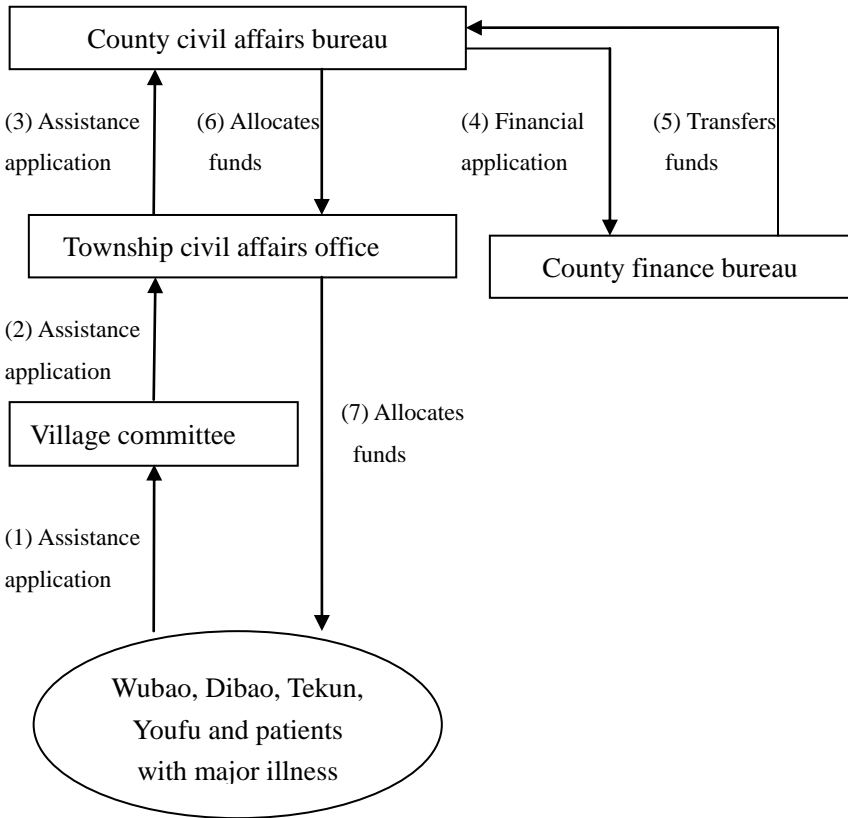 County civil affairs bureau
(3) Assistance
application
(6) Allocates
funds
(4) Financial
application
(5) Transfers
funds
Township civil affairs office
County finance bureau
(2) Assistance
application
Village committee
(7) Allocates
funds
(1) Assistance
application
Wubao, Dibao, Tekun,
Youfu and patients
with major illness